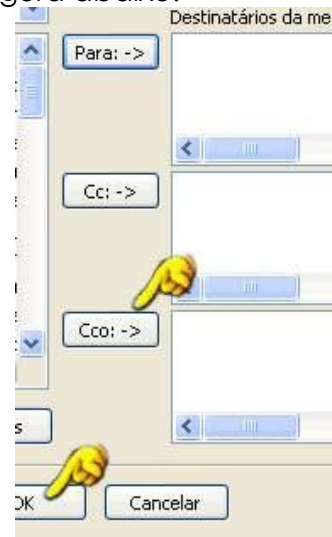 Destinatários da me
Para: ->
Cc: ->
Cco: ->
s
OK
Cancelar